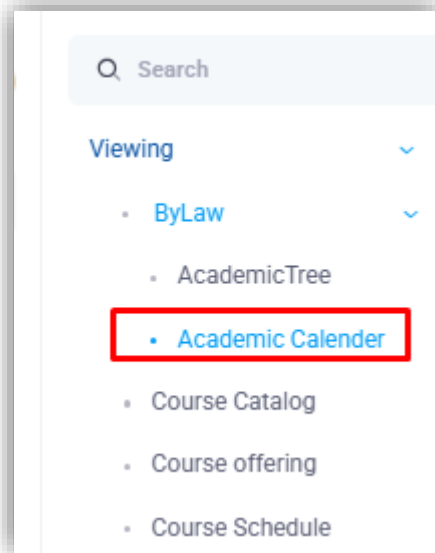 Search
Viewing
ByLaw
AcademicTree
Academic Calender
Course Catalog
Course offering
Course Schedule